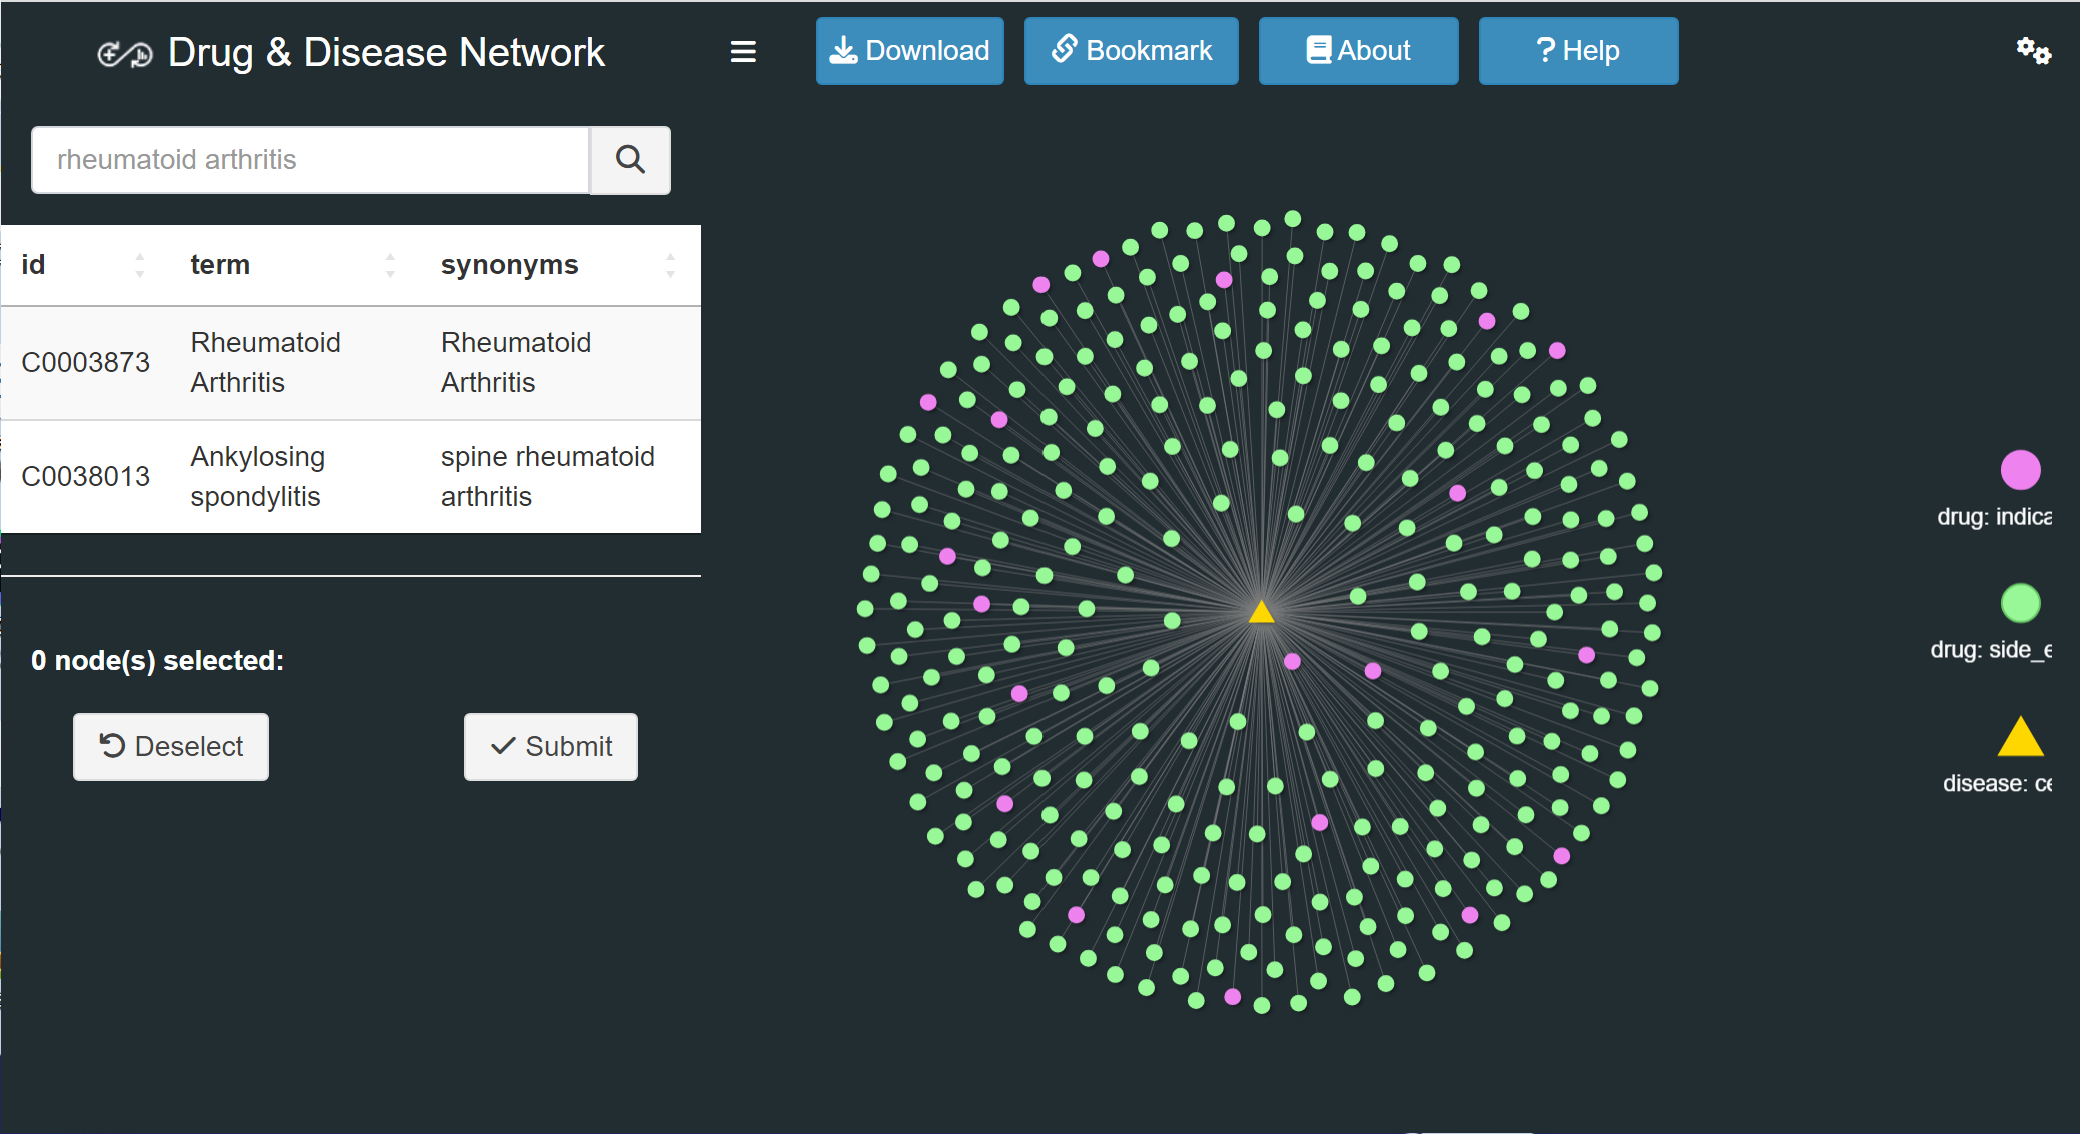 Drug & Disease Network
Download
Bookmark
About
? Help
rheumatoid arthritis
id term synonyms
C0003873
Rheumatoid
Arthritis
Rheumatoid
Arthritis
C0038013
Ankylosing
spondylitis
spine rheumatoid
arthritis
0 node(s) selected:
Deselect
Submit
drug: indica
drug: side_e
disease: ce